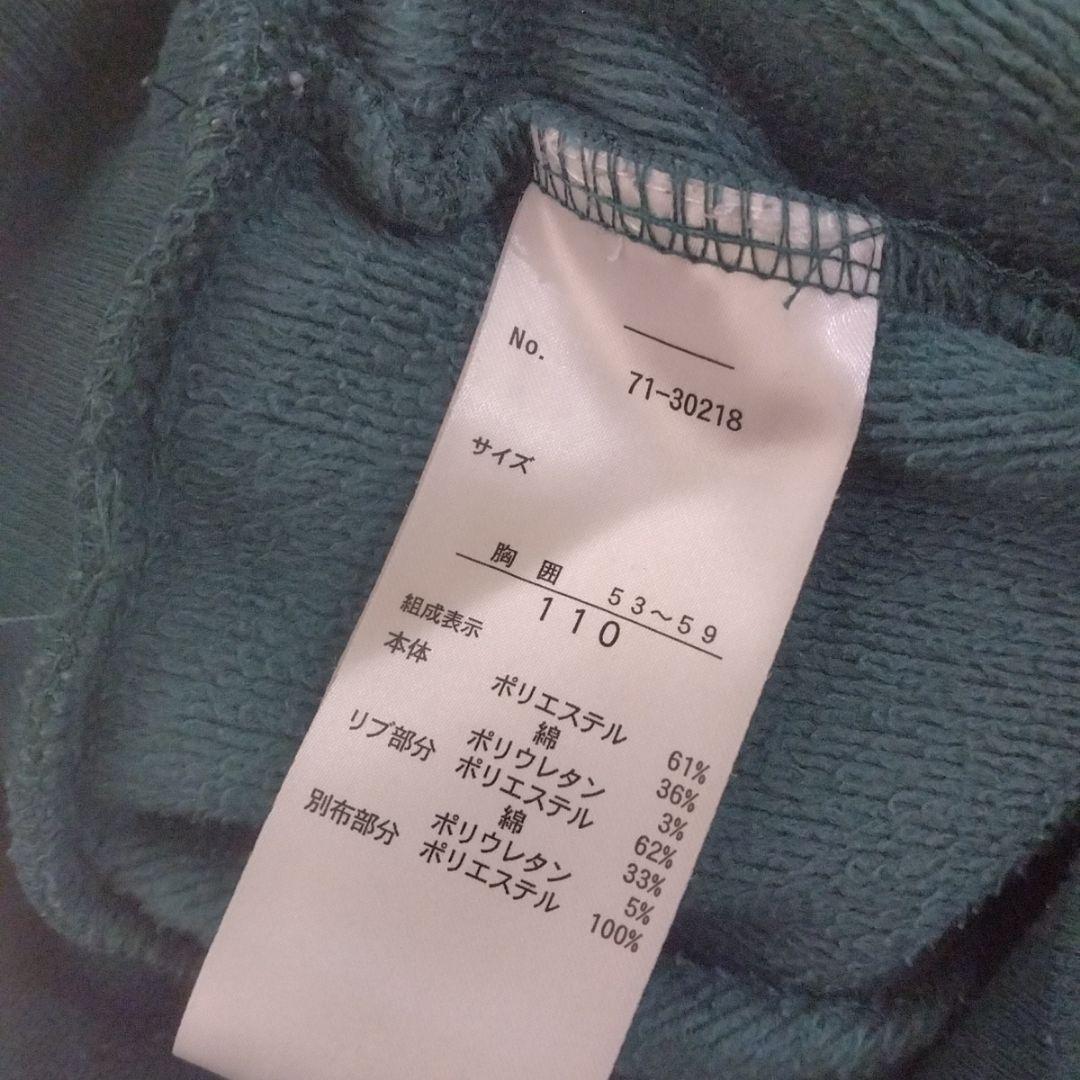 No. 71-30218
サイズ
胸囲 53〜59
110
組成表示
本体 ポリエステル 61%
綿 36%
ポリウレタン 3%
リブ部分 ポリエステル 62%
綿 33%
ポリウレタン 5%
別布部分 ポリエステル 100%